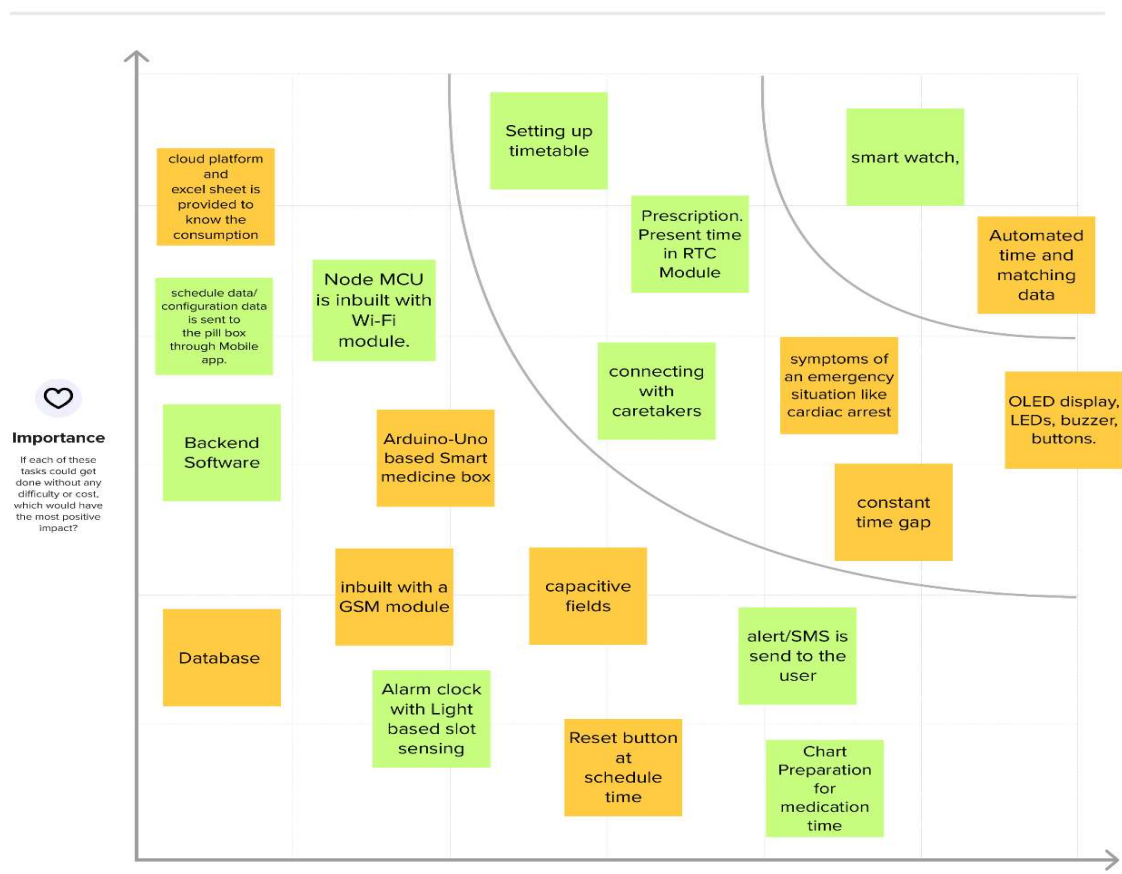 Setting up
timetable
smart watch,
cloud platform
and
excel sheet is
provided to
know the
consumption
Prescription.
Present time
in RTC
Module
Automated
time and
matching
data
schedule data/
configuration data
is sent to
the pill box
through Mobile
app.
Node MCU
is inbuilt with
Wi-Fi
module.
connecting
with
caretakers
symptoms of
an emergency
situation like
cardiac arrest
OLED display,
LEDs, buzzer,
buttons.
Importance
If each of these
tasks could get
done without any
difficulty or cost,
which would have
the most positive
impact?
Backend
Software
Arduino-Uno
based Smart
medicine box
constant
time gap
inbuilt with a
GSM module
capacitive
fields
Database
alert/SMS is
send to the
user
Alarm clock
with Light
based slot
sensing
Reset button
at
schedule
time
Chart
Preparation
for
medication
time